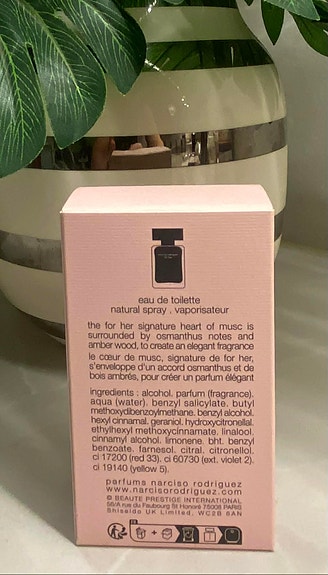 eau de toilette
natural spray . vaporisateur
the for her signature heart of musc is
surrounded by osmanthus notes and
amber wood, to create an elegant fragrance
le cœur de musc, signature de for her,
s'enveloppe d'un accord osmanthus et de
bois ambrés, pour créer un parfum élégant
ingredients : alcohol. parfum (fragrance).
aqua (water). benzyl salicylate. butyl
methoxydibenzoylmethane. benzyl alcohol.
hexyl cinnamal. geraniol. hydroxycitronellal.
ethylhexyl methoxycinnamate. linalool.
cinnamyl alcohol. limonene. bht. benzyl
benzoate. farnesol. citral. citronellol.
ci 17200 (red 33). ci 60730 (ext. violet 2).
ci 19140 (yellow 5).
parfums narciso rodriguez
www.narcisorodriguez.com
© BEAUTE PRESTIGE INTERNATIONAL
56/A rue du Faubourg St Honoré 75008 PARIS
Shiseido UK Limited, WC2B 6AN